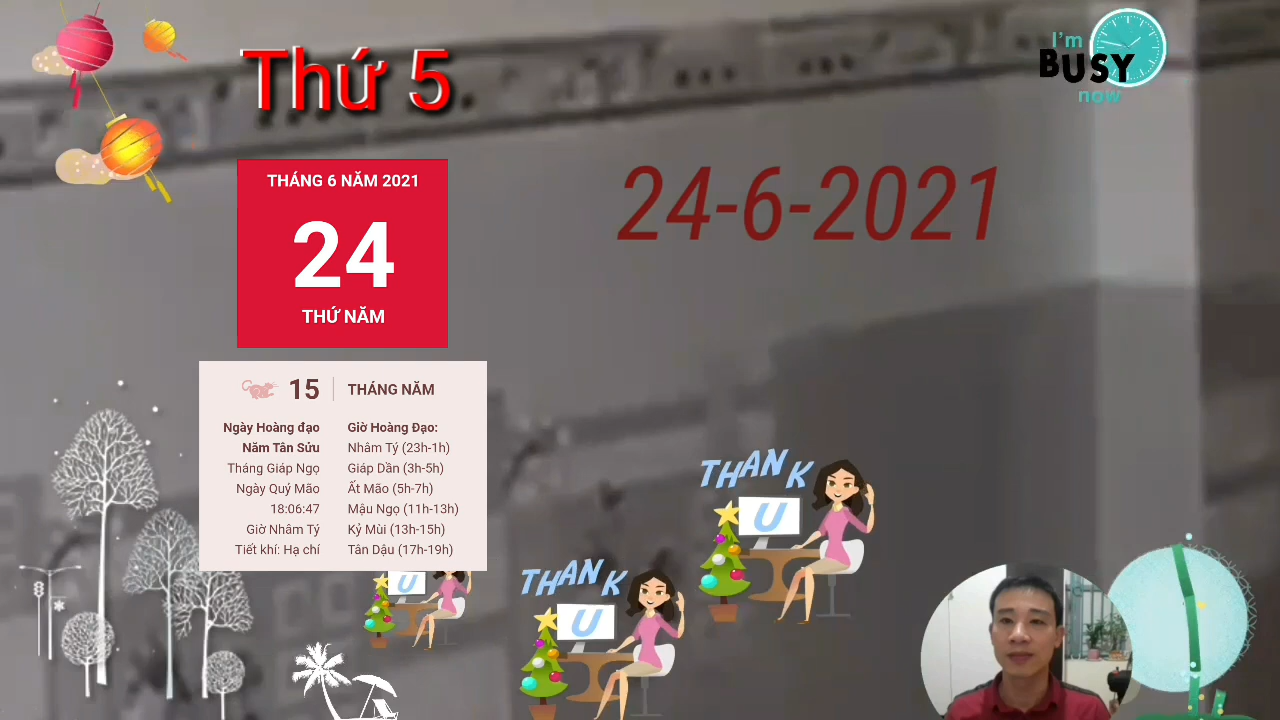 Thứ 5
I'm
BUSY
now
24-6-2021
THÁNG 6 NĂM 2021
24
THỨ NĂM
15
THÁNG NĂM
Ngày Hoàng đạo
Năm Tân Sửu
Tháng Giáp Ngọ
Ngày Quý Mão
18:06:47
Giờ Nhâm Tý
Tiết khí: Hạ chí
Giờ Hoàng Đạo:
Nhâm Tý (23h-1h)
Giáp Dần (3h-5h)
Ất Mão (5h-7h)
Mậu Ngọ (11h-13h)
Kỷ Mùi (13h-15h)
Tân Dậu (17h-19h)
THANK
U
THANK
U
U